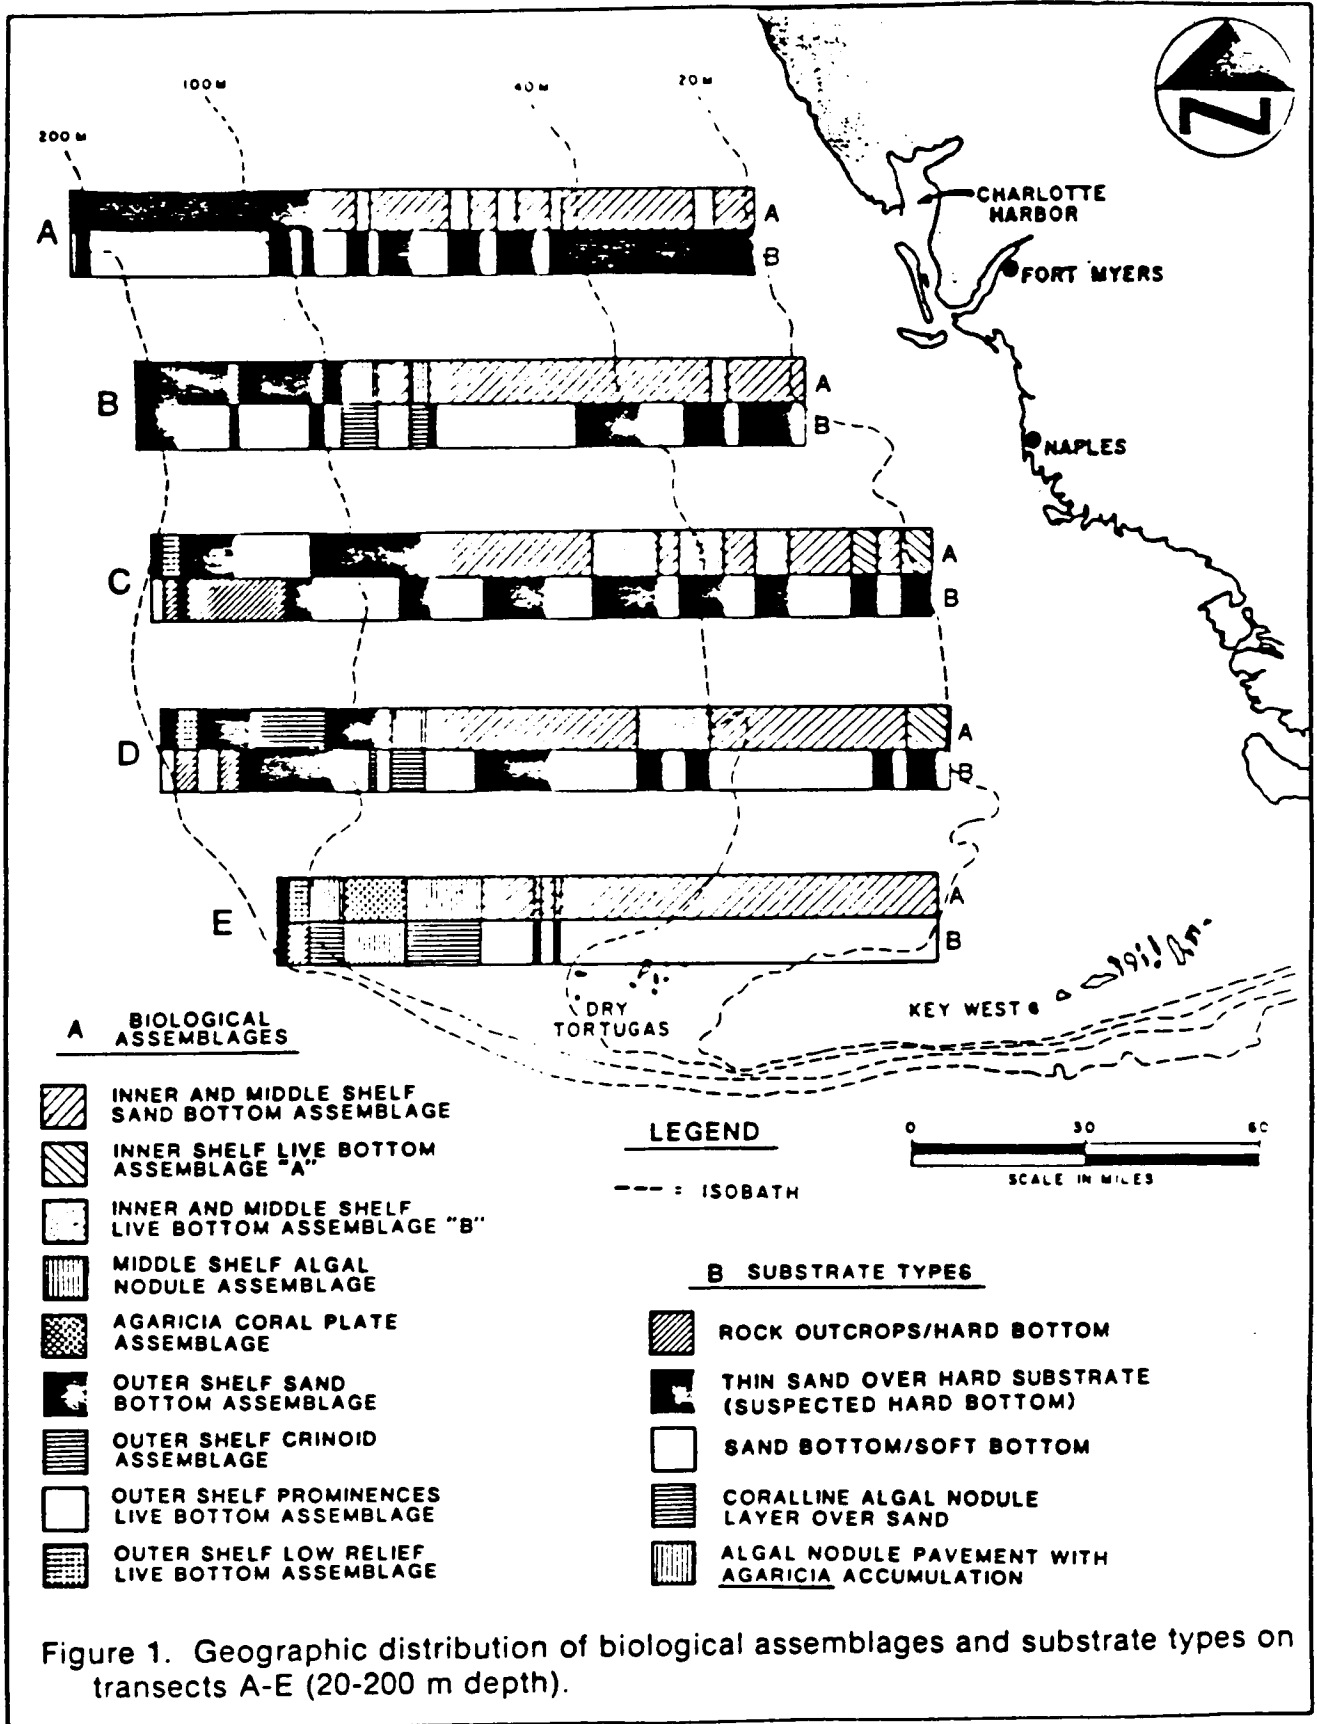 200 M
100 M
40 M
20 M
N
CHARLOTTE
HARBOR
FORT MYERS
NAPLES
A
A
B
B
A
B
C
A
B
D
A
B
E
A
B
DRY
TORTUGAS
KEY WEST
A BIOLOGICAL
ASSEMBLAGES
INNER AND MIDDLE SHELF
SAND BOTTOM ASSEMBLAGE
INNER SHELF LIVE BOTTOM
ASSEMBLAGE "A"
INNER AND MIDDLE SHELF
LIVE BOTTOM ASSEMBLAGE "B"
MIDDLE SHELF ALGAL
NODULE ASSEMBLAGE
AGARICIA CORAL PLATE
ASSEMBLAGE
OUTER SHELF SAND
BOTTOM ASSEMBLAGE
OUTER SHELF CRINOID
ASSEMBLAGE
OUTER SHELF PROMINENCES
LIVE BOTTOM ASSEMBLAGE
OUTER SHELF LOW RELIEF
LIVE BOTTOM ASSEMBLAGE
LEGEND
---- = ISOBATH
0 30 60
SCALE IN MILES
B SUBSTRATE TYPES
ROCK OUTCROPS/HARD BOTTOM
THIN SAND OVER HARD SUBSTRATE
(SUSPECTED HARD BOTTOM)
SAND BOTTOM/SOFT BOTTOM
CORALLINE ALGAL NODULE
LAYER OVER SAND
ALGAL NODULE PAVEMENT WITH
AGARICIA ACCUMULATION
Figure 1. Geographic distribution of biological assemblages and substrate types on
transects A-E (20-200 m depth).